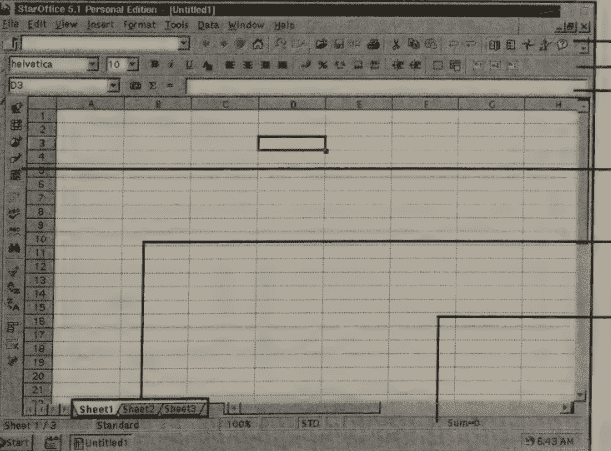 StarOffice 5.1 Personal Edition - [Untitled1]
File Edit View Insert Format Tools Data Window Help
helvetica 10
D3 Σ =
A B C D E F G H
1
2
3
4
5
6
7
8
9
10
11
12
13
14
15
16
17
18
19
20
21
Sheet1 Sheet2 Sheet3
Sheet 1 / 3 Standard 100% STD Sum=0
Start Untitled1 6:43 AM